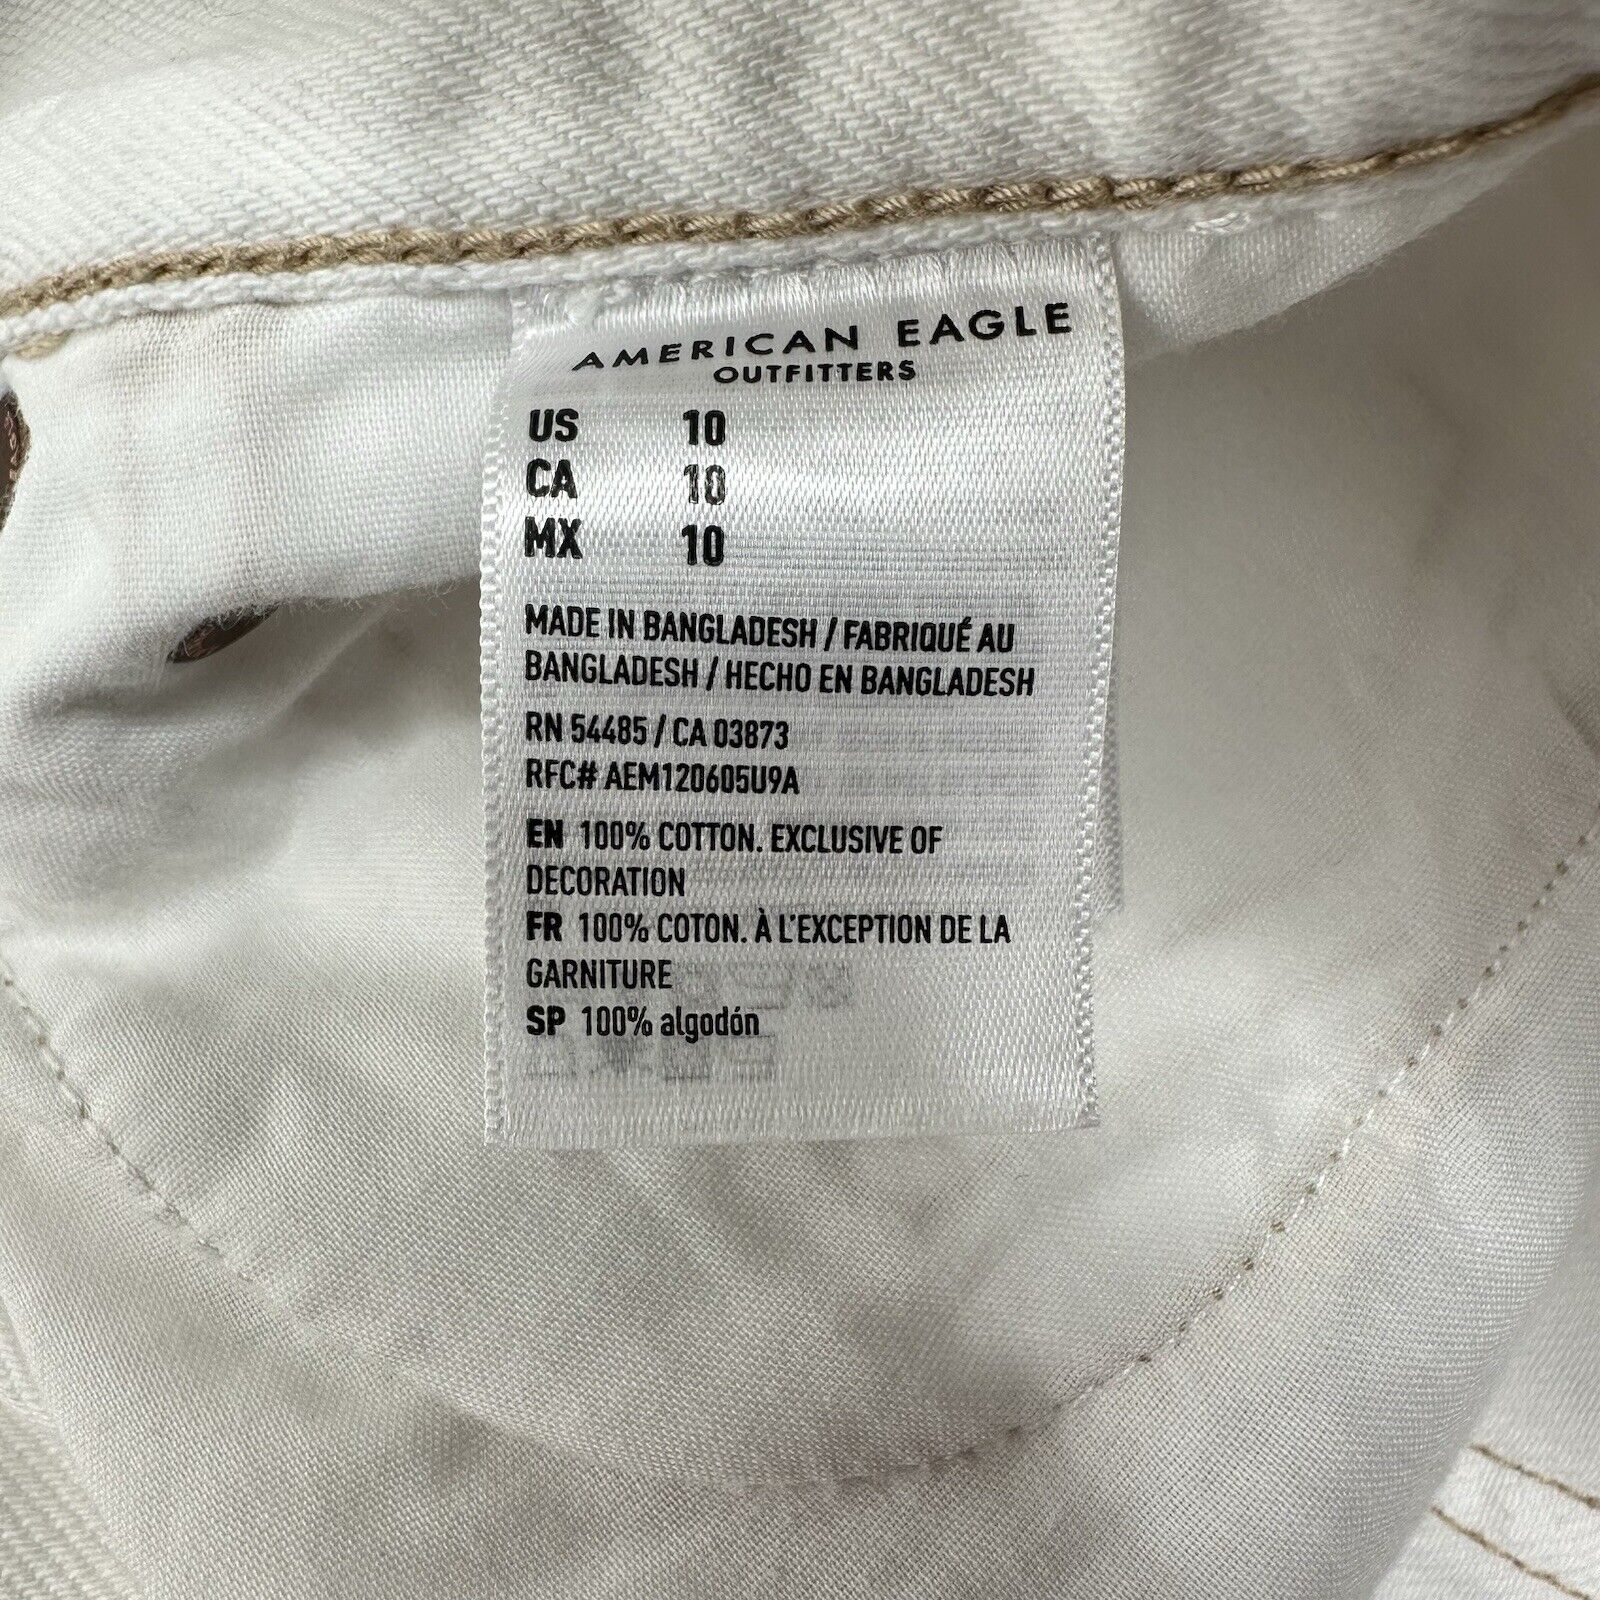 AMERICAN EAGLE
OUTFITTERS
US 10
CA 10
MX 10
MADE IN BANGLADESH / FABRIQUÉ AU
BANGLADESH / HECHO EN BANGLADESH
RN 54485 / CA 03873
RFC# AEM120605U9A
EN 100% COTTON. EXCLUSIVE OF
DECORATION
FR 100% COTON. À L'EXCEPTION DE LA
GARNITURE
SP 100% algodón